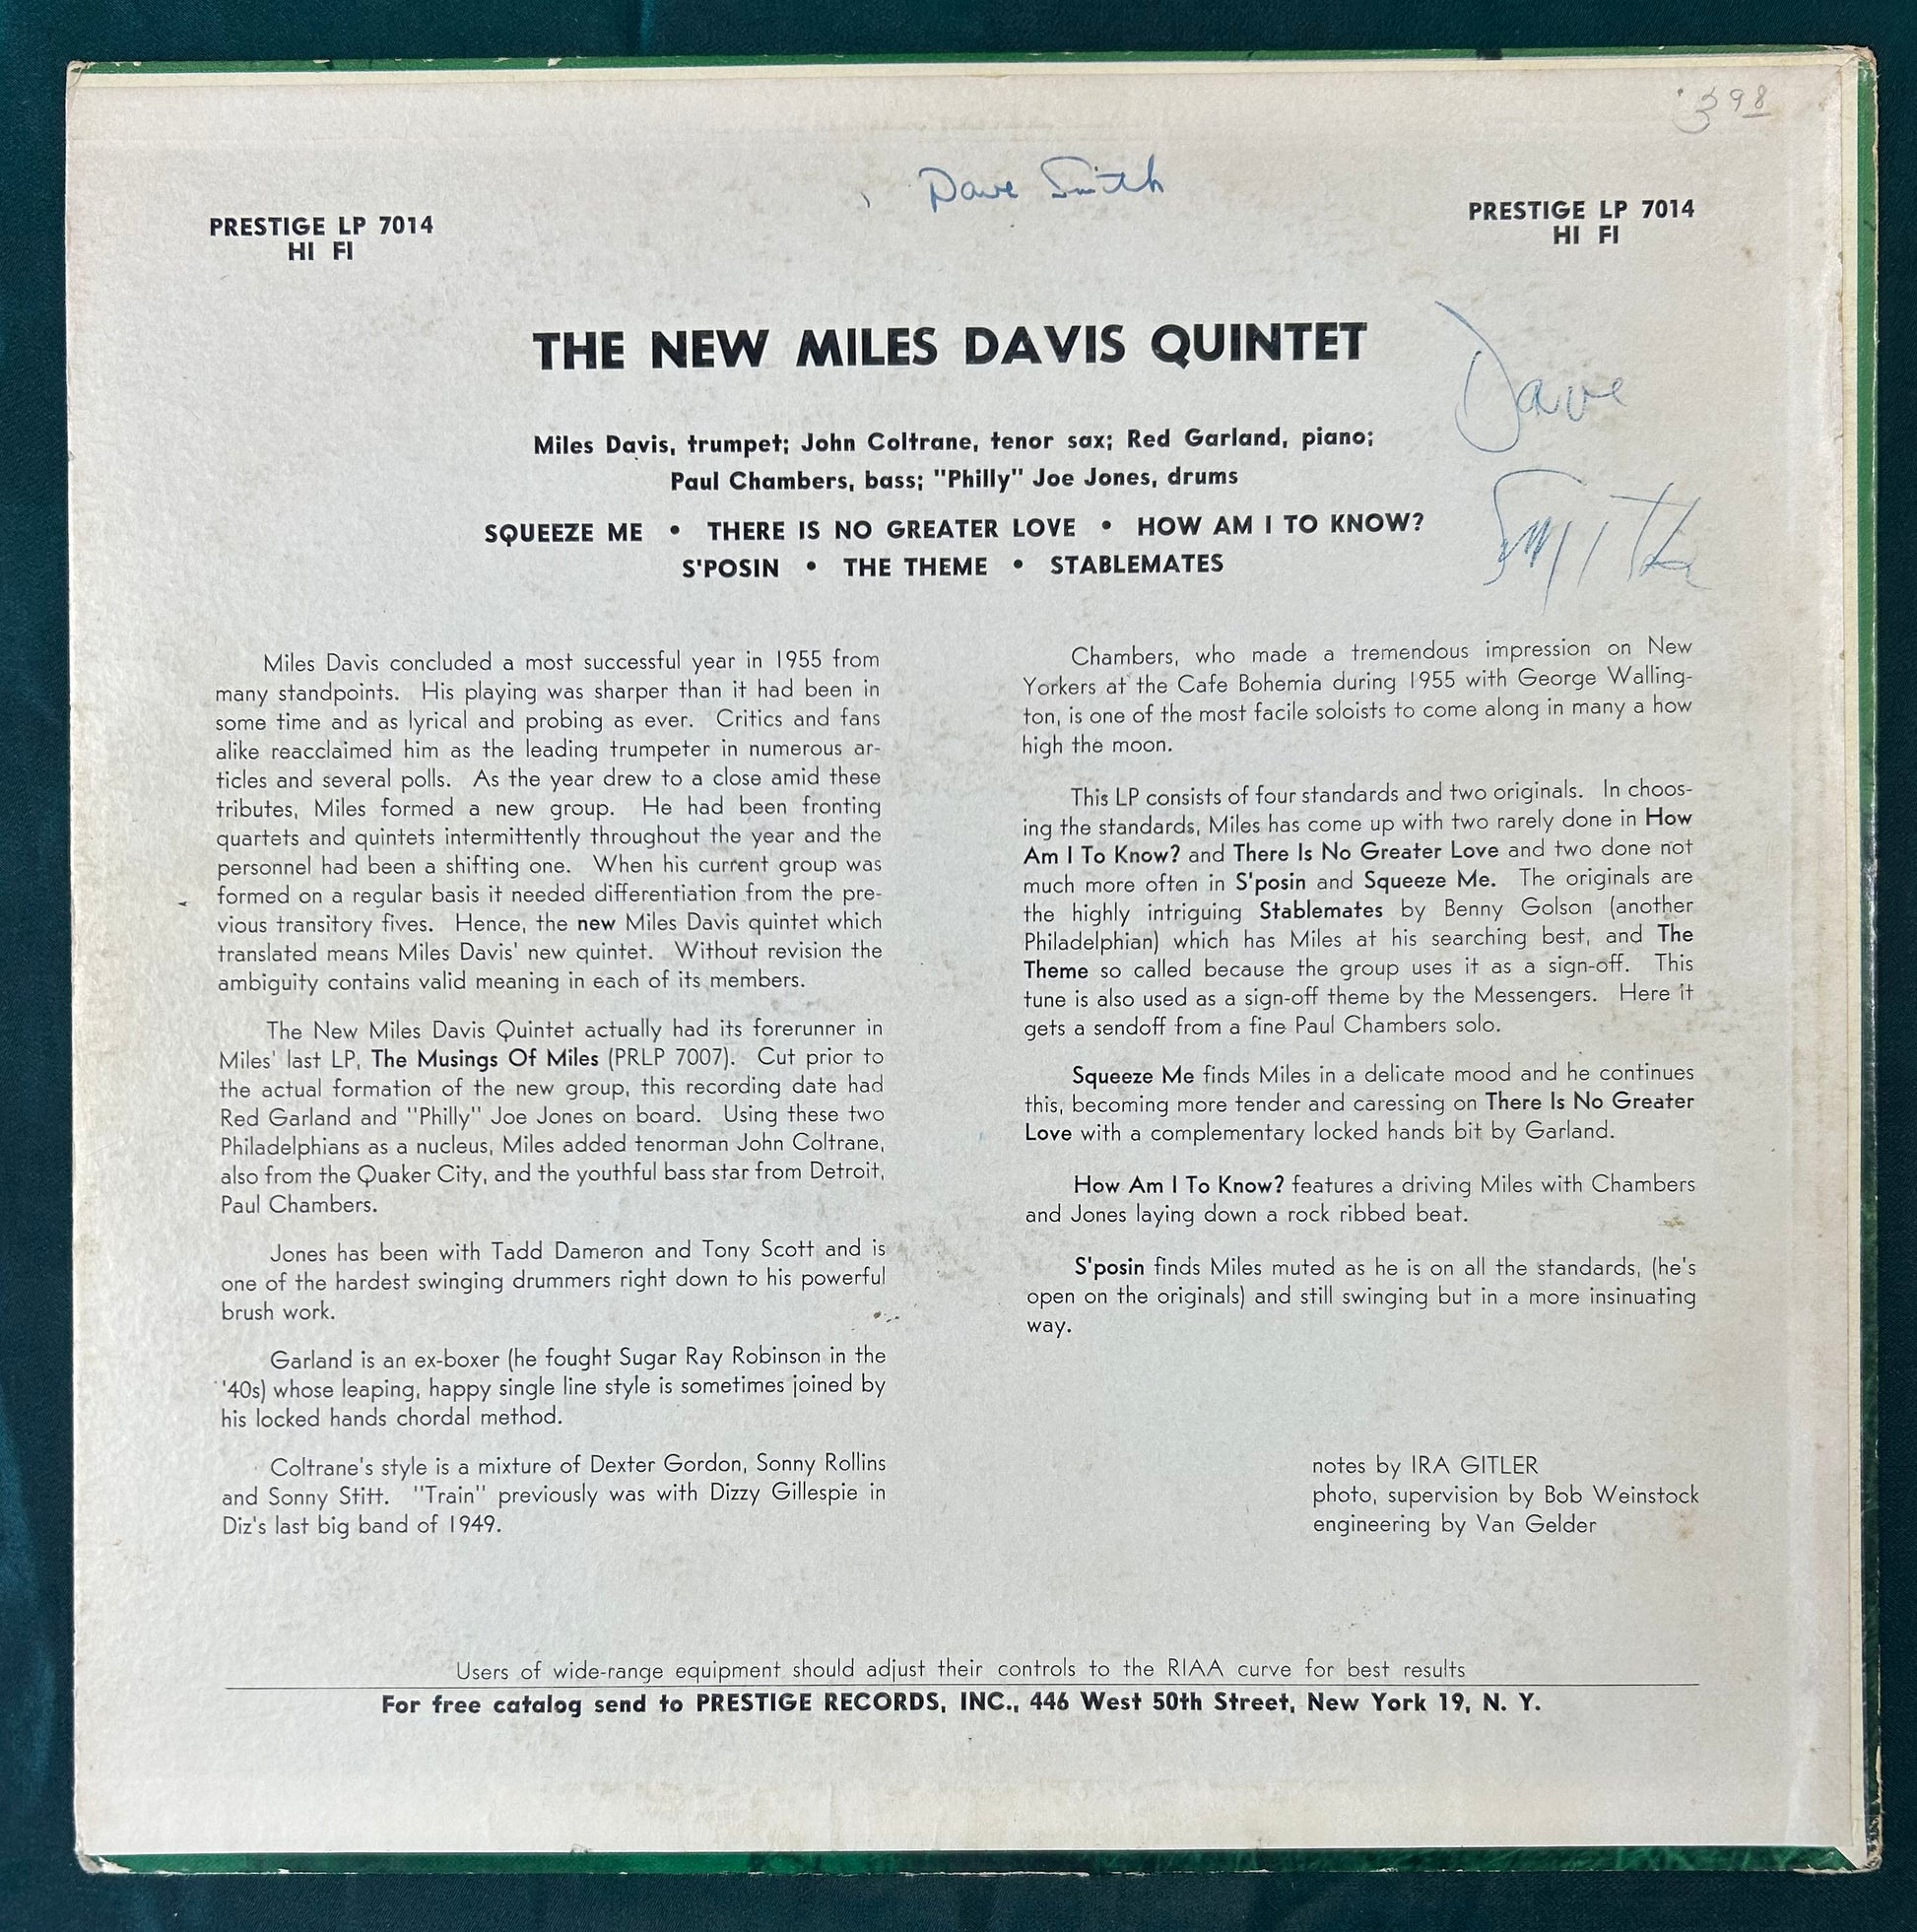 398
Dave Smith
PRESTIGE LP 7014
HI FI
PRESTIGE LP 7014
HI FI
THE NEW MILES DAVIS QUINTET
Dave
Smith
Miles Davis, trumpet; John Coltrane, tenor sax; Red Garland, piano;
Paul Chambers, bass; "Philly" Joe Jones, drums
SQUEEZE ME • THERE IS NO GREATER LOVE • HOW AM I TO KNOW?
S'POSIN • THE THEME • STABLEMATES
Miles Davis concluded a most successful year in 1955 from
many standpoints. His playing was sharper than it had been in
some time and as lyrical and probing as ever. Critics and fans
alike reacclaimed him as the leading trumpeter in numerous ar-
ticles and several polls. As the year drew to a close amid these
tributes, Miles formed a new group. He had been fronting
quartets and quintets intermittently throughout the year and the
personnel had been a shifting one. When his current group was
formed on a regular basis it needed differentiation from the pre-
vious transitory fives. Hence, the new Miles Davis quintet which
translated means Miles Davis' new quintet. Without revision the
ambiguity contains valid meaning in each of its members.
The New Miles Davis Quintet actually had its forerunner in
Miles' last LP, The Musings Of Miles (PRLP 7007). Cut prior to
the actual formation of the new group, this recording date had
Red Garland and "Philly" Joe Jones on board. Using these two
Philadelphians as a nucleus, Miles added tenorman John Coltrane,
also from the Quaker City, and the youthful bass star from Detroit,
Paul Chambers.
Jones has been with Tadd Dameron and Tony Scott and is
one of the hardest swinging drummers right down to his powerful
brush work.
Garland is an ex-boxer (he fought Sugar Ray Robinson in the
'40s) whose leaping, happy single line style is sometimes joined by
his locked hands chordal method.
Coltrane's style is a mixture of Dexter Gordon, Sonny Rollins
and Sonny Stitt. "Train" previously was with Dizzy Gillespie in
Diz's last big band of 1949.
Chambers, who made a tremendous impression on New
Yorkers at the Cafe Bohemia during 1955 with George Walling-
ton, is one of the most facile soloists to come along in many a how
high the moon.
This LP consists of four standards and two originals. In choos-
ing the standards, Miles has come up with two rarely done in How
Am I To Know? and There Is No Greater Love and two done not
much more often in S'posin and Squeeze Me. The originals are
the highly intriguing Stablemates by Benny Golson (another
Philadelphian) which has Miles at his searching best, and The
Theme so called because the group uses it as a sign-off. This
tune is also used as a sign-off theme by the Messengers. Here it
gets a sendoff from a fine Paul Chambers solo.
Squeeze Me finds Miles in a delicate mood and he continues
this, becoming more tender and caressing on There Is No Greater
Love with a complementary locked hands bit by Garland.
How Am I To Know? features a driving Miles with Chambers
and Jones laying down a rock ribbed beat.
S'posin finds Miles muted as he is on all the standards, (he's
open on the originals) and still swinging but in a more insinuating
way.
notes by IRA GITLER
photo, supervision by Bob Weinstock
engineering by Van Gelder
Users of wide-range equipment should adjust their controls to the RIAA curve for best results
For free catalog send to PRESTIGE RECORDS, INC., 446 West 50th Street, New York 19, N. Y.